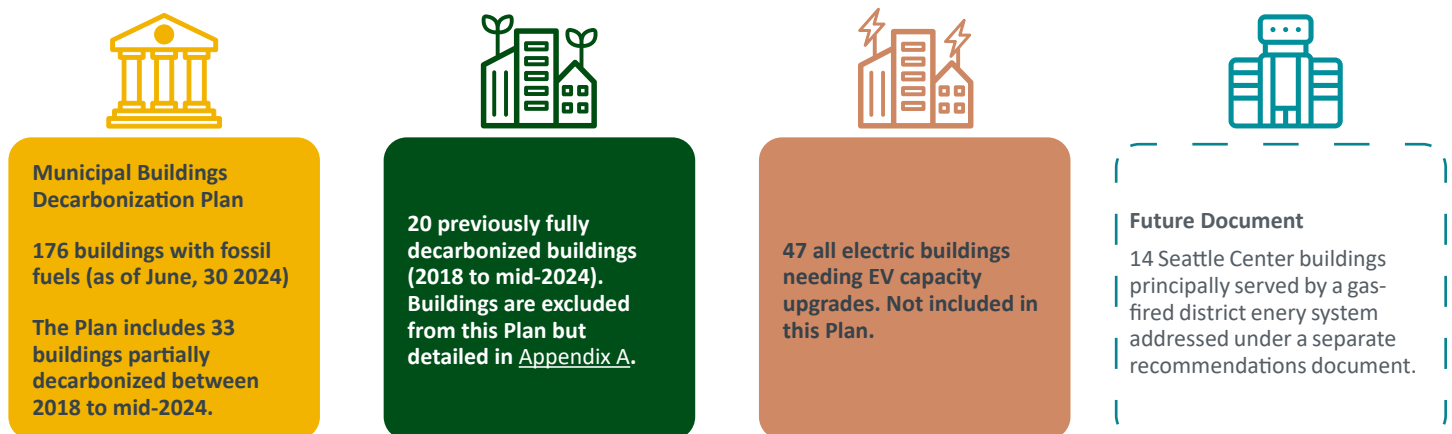 Municipal Buildings
Decarbonization Plan
176 buildings with fossil
fuels (as of June, 30 2024)
The Plan includes 33
buildings partially
decarbonized between
2018 to mid-2024.
20 previously fully
decarbonized buildings
(2018 to mid-2024).
Buildings are excluded
from this Plan but
detailed in Appendix A.
47 all electric buildings
needing EV capacity
upgrades. Not included in
this Plan.
Future Document
14 Seattle Center buildings
principally served by a gas-
fired district enery system
addressed under a separate
recommendations document.